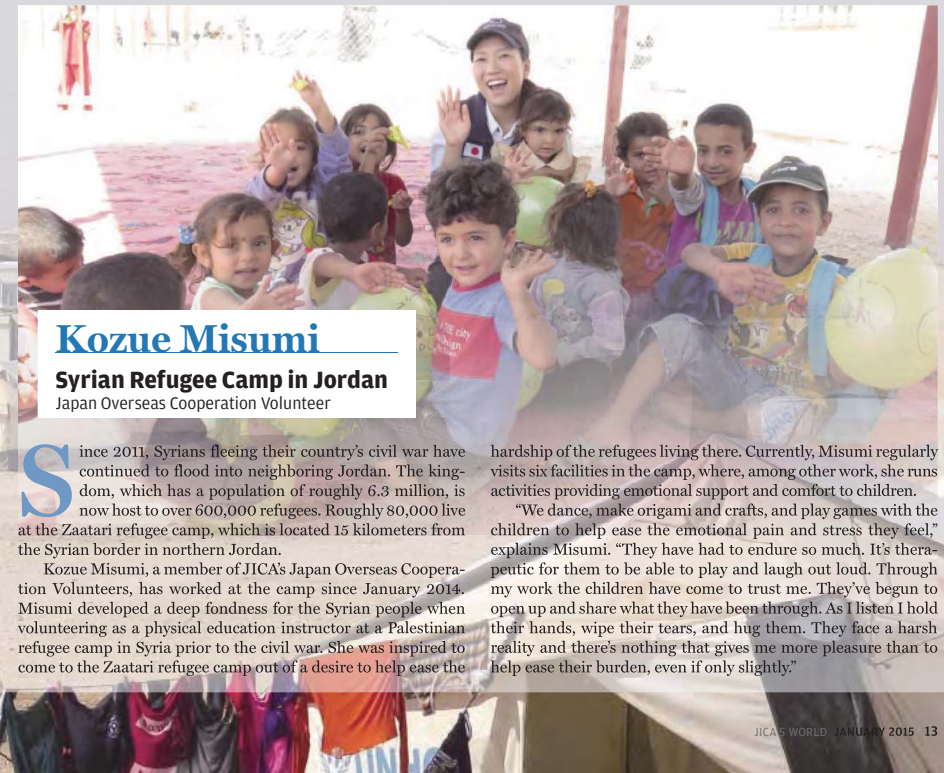 Kozue Misumi
Syrian Refugee Camp in Jordan
Japan Overseas Cooperation Volunteer
Since 2011, Syrians fleeing their country's civil war have
continued to flood into neighboring Jordan. The king-
dom, which has a population of roughly 6.3 million, is
now host to over 600,000 refugees. Roughly 80,000 live
at the Zaatari refugee camp, which is located 15 kilometers from
the Syrian border in northern Jordan.
Kozue Misumi, a member of JICA's Japan Overseas Coopera-
tion Volunteers, has worked at the camp since January 2014.
Misumi developed a deep fondness for the Syrian people when
volunteering as a physical education instructor at a Palestinian
refugee camp in Syria prior to the civil war. She was inspired to
come to the Zaatari refugee camp out of a desire to help ease the
hardship of the refugees living there. Currently, Misumi regularly
visits six facilities in the camp, where, among other work, she runs
activities providing emotional support and comfort to children.
"We dance, make origami and crafts, and play games with the
children to help ease the emotional pain and stress they feel,"
explains Misumi. "They have had to endure so much. It's thera-
peutic for them to be able to play and laugh out loud. Through
my work the children have come to trust me. They've begun to
open up and share what they have been through. As I listen I hold
their hands, wipe their tears, and hug them. They face a harsh
reality and there's nothing that gives me more pleasure than to
help ease their burden, even if only slightly."
JICA'S WORLD JANUARY 2015 13
city